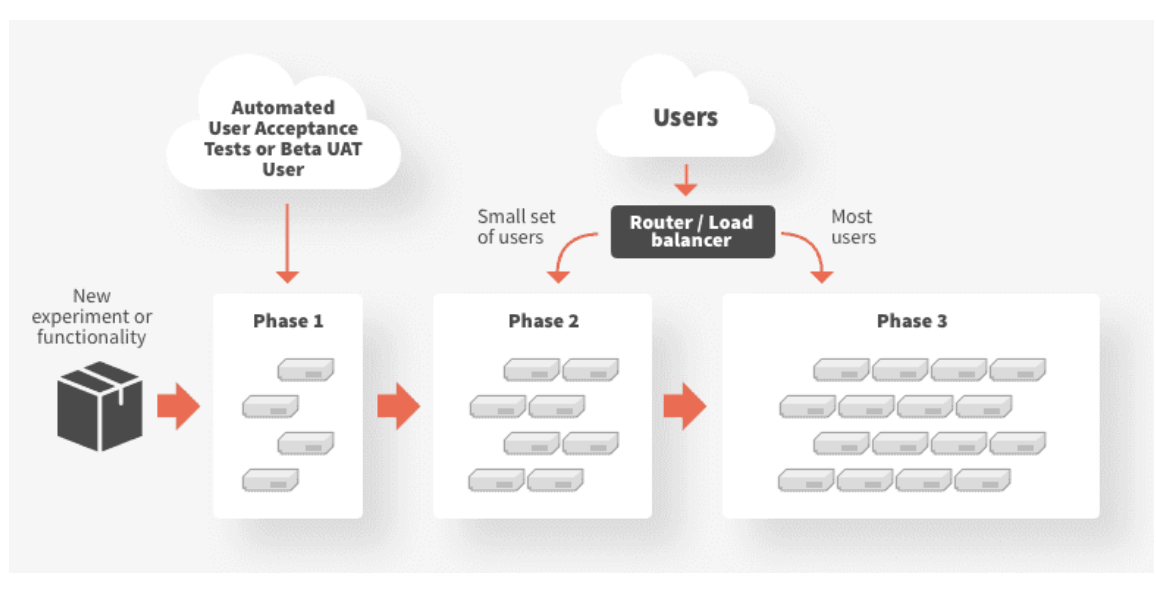 Automated
User Acceptance
Tests or Beta UAT
User
Users
Small set
of users
Router / Load
balancer
Most
users
New
experiment or
functionality
Phase 1
Phase 2
Phase 3